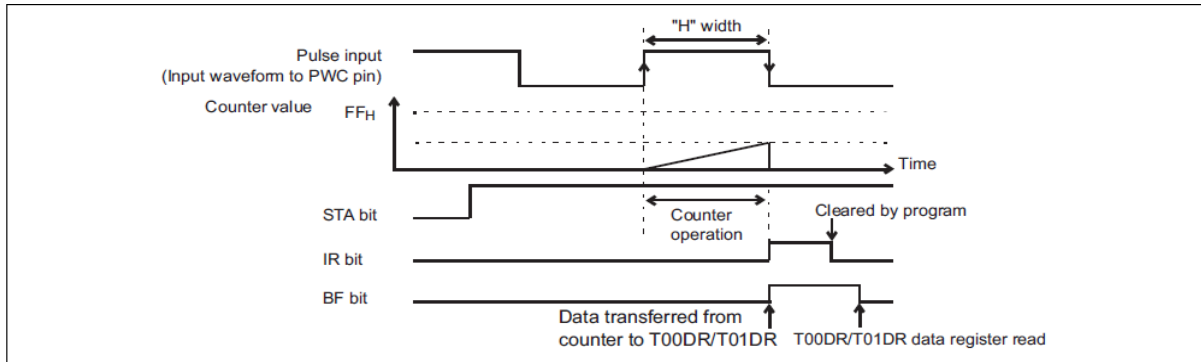 "H" width
Pulse input
(Input waveform to PWC pin)
Counter value
FFH
Time
STA bit
Counter
operation
Cleared by program
IR bit
BF bit
Data transferred from
counter to T00DR/T01DR
T00DR/T01DR data register read